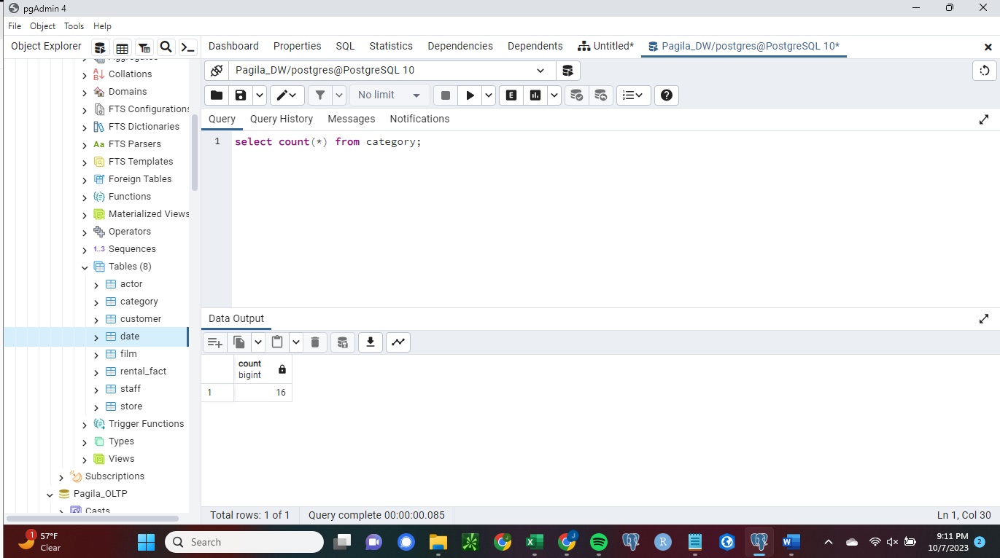 pgAdmin 4
File Object Tools Help
Object Explorer
Dashboard Properties SQL Statistics Dependencies Dependents Untitled* Pagila_DW/postgres@PostgreSQL 10*
Aggregates
Collations
Domains
FTS Configurations
FTS Dictionaries
Aa FTS Parsers
FTS Templates
Foreign Tables
Functions
Materialized Views
Operators
1..3 Sequences
Tables (8)
actor
category
customer
date
film
rental_fact
staff
store
Trigger Functions
Types
Views
Subscriptions
Pagila_OLTP
Casts
Pagila_DW/postgres@PostgreSQL 10
No limit
E
Query Query History Messages Notifications
1 select count(*) from category;
Data Output
count
bigint
1 16
Total rows: 1 of 1 Query complete 00:00:00.085 Ln 1, Col 30
1 57°F
Clear
Search
J
R
W
9:11 PM
10/7/2023
2